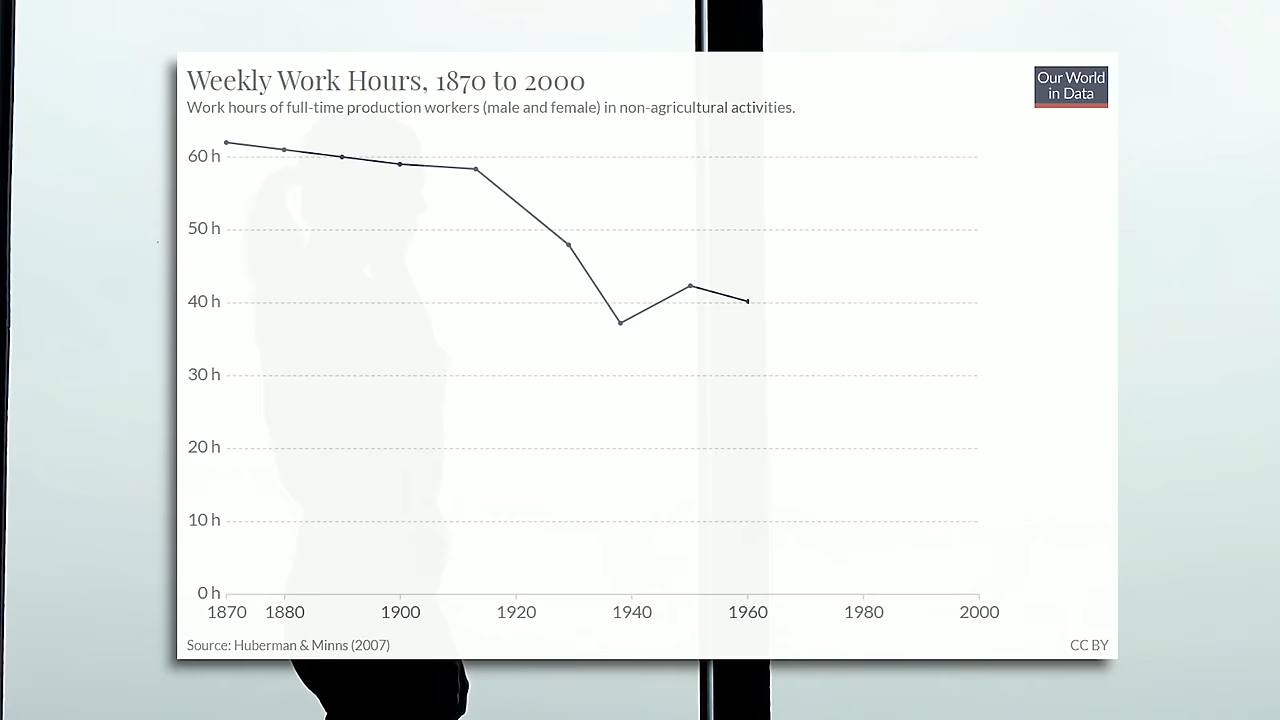 Weekly Work Hours, 1870 to 2000
Work hours of full-time production workers (male and female) in non-agricultural activities.
Our World
in Data
60 h
50 h
40 h
30 h
20 h
10 h
0 h
1870 1880 1900 1920 1940 1960 1980 2000
Source: Huberman & Minns (2007)
CC BY